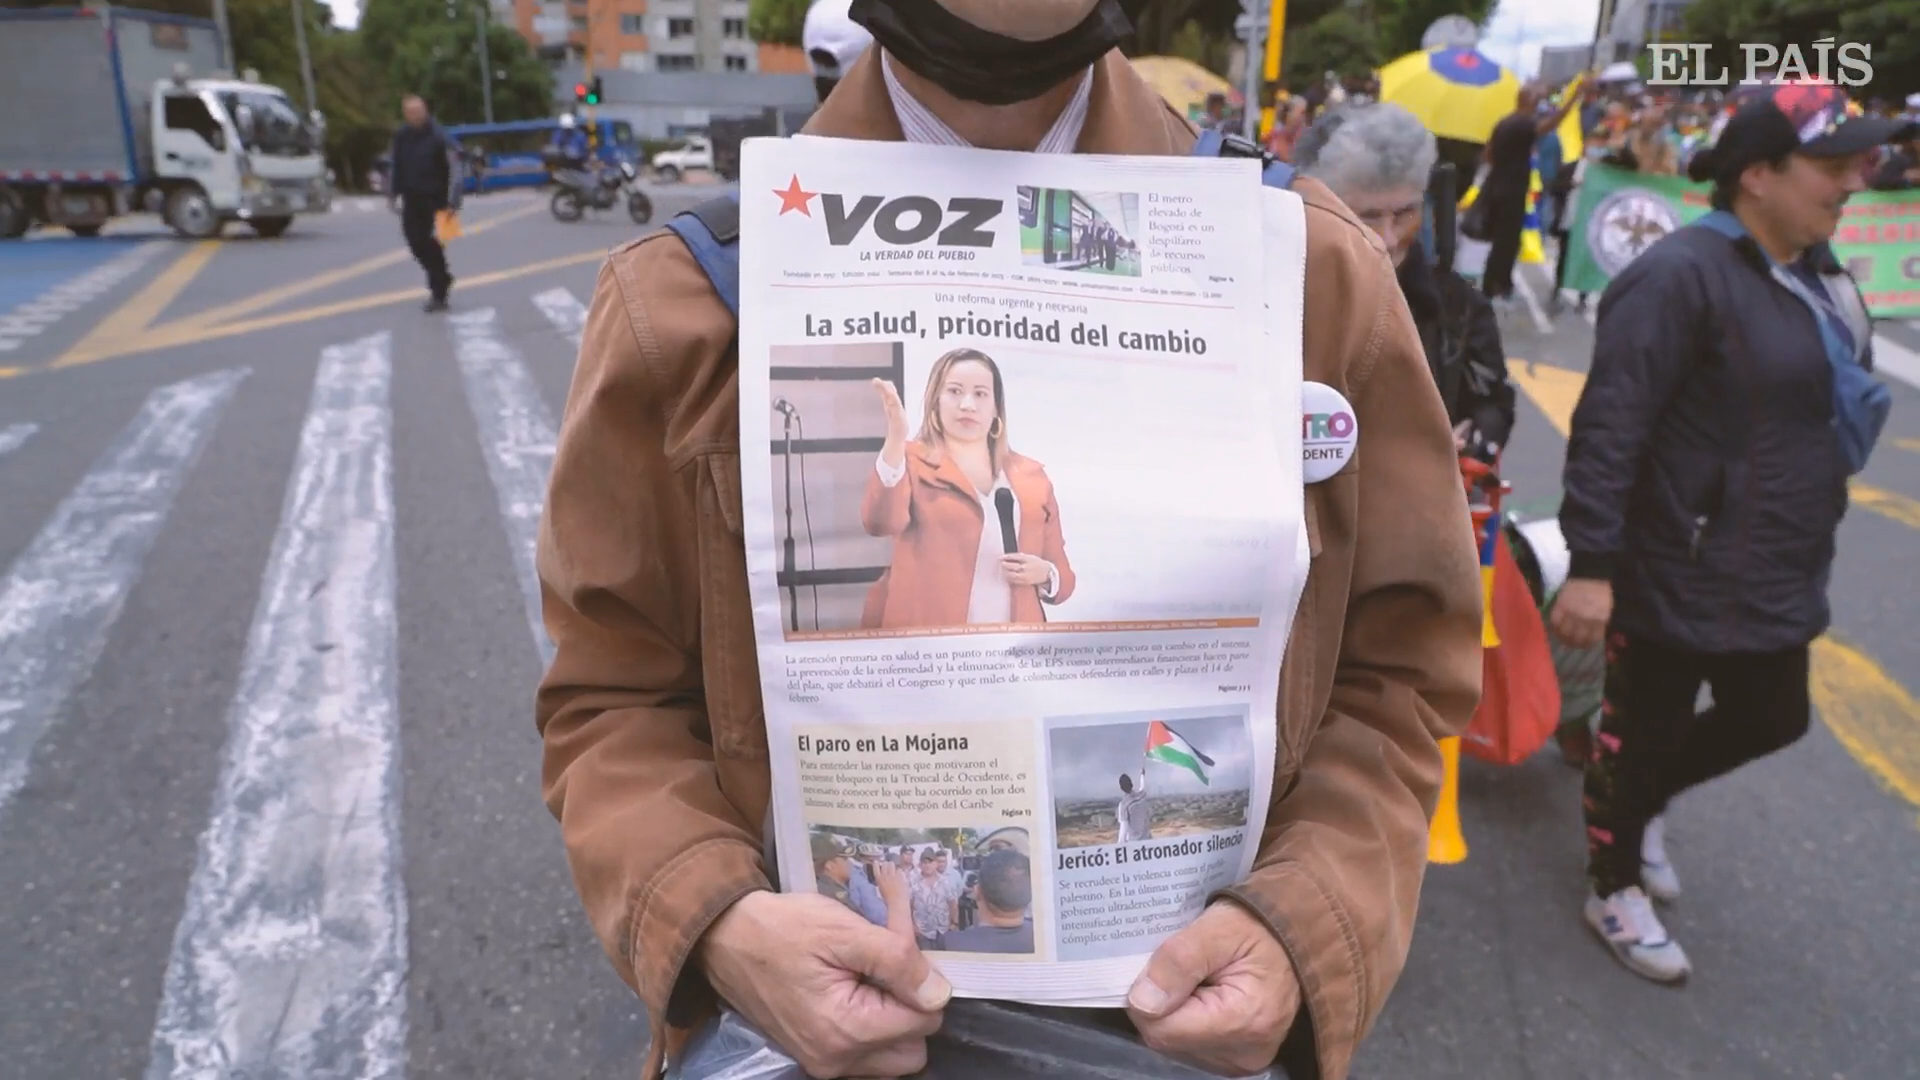 EL PAÍS
VOZ
LA VERDAD DEL PUEBLO
El metro
elevado de
Bogotá es un
despilfarro
de recursos
públicos
Una reforma urgente y necesaria
La salud, prioridad del cambio
TRO
DENTE
La atención primaria en salud es un punto neurálgico del proyecto que procura un cambio en el sistema.
La prevención de la enfermedad y la eliminación de las EPS como intermediarias financieras hacen parte
del plan, que debatirá el Congreso y que miles de colombianos defenderán en calles y plazas el 14 de
febrero
El paro en La Mojana
Para entender las razones que motivaron el
reciente bloqueo en la Troncal de Occidente, es
necesario conocer lo que ha ocurrido en los dos
últimos años en esta subregión del Caribe
Página 13
Jericó: El atronador silencio
Se recrudece la violencia contra el
palestino. En las últimas
gobierno ultraderechista de
intensificado sus agresiones
cómplice silencio